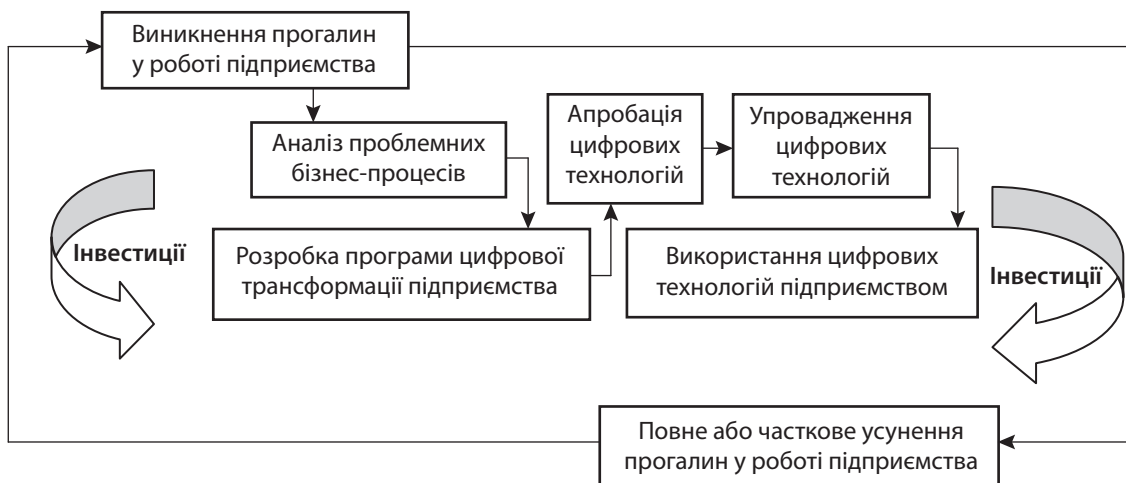 Виникнення прогалин
у роботі підприємства
Аналіз проблемних
бізнес-процесів
Розробка програми цифрової
трансформації підприємства
Апробація
цифрових
технологій
Упровадження
цифрових
технологій
Використання цифрових
технологій підприємством
Інвестиції
Інвестиції
Повне або часткове усунення
прогалин у роботі підприємства